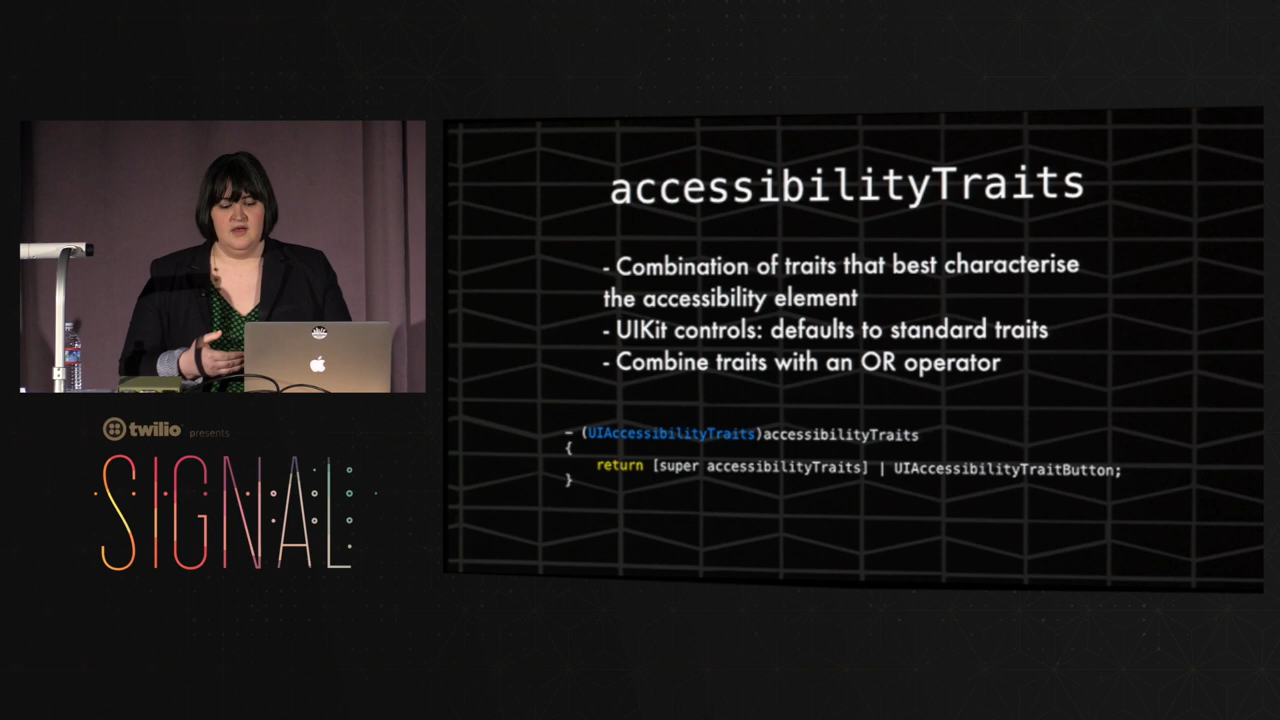 accessibilityTraits
- Combination of traits that best characterise
the accessibility element
- UIKit controls: defaults to standard traits
- Combine traits with an OR operator
- (UIAccessibilityTraits)accessibilityTraits
{
return [super accessibilityTraits] | UIAccessibilityTraitButton;
}
twilio presents
SIGNAL